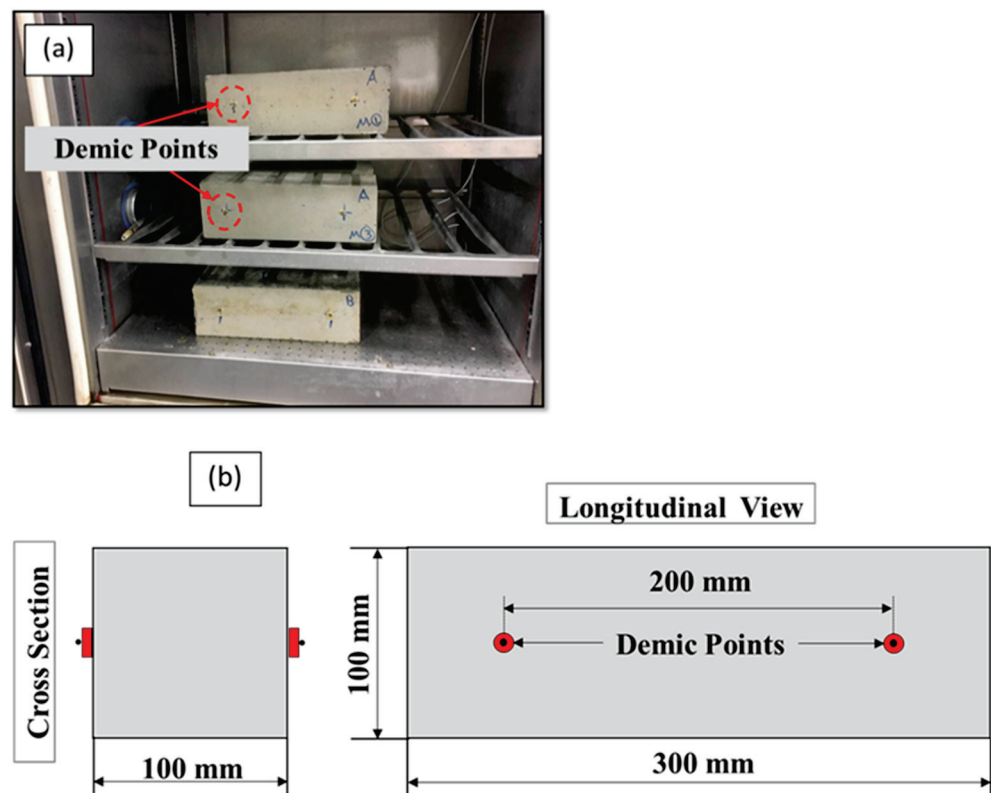 (a)
A
M①
Demic Points
A
M③
B
(b)
Longitudinal View
Cross Section
100 mm
200 mm
Demic Points
100 mm
300 mm